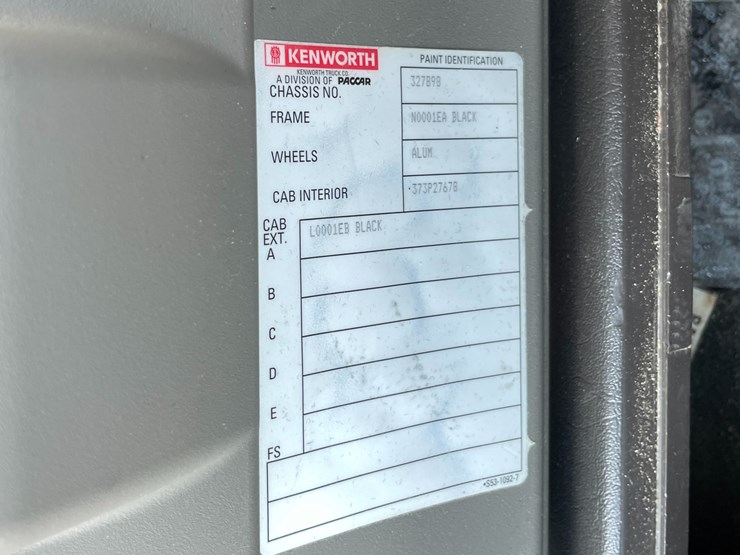 KENWORTH
PAINT IDENTIFICATION
KENWORTH TRUCK CO.
A DIVISION OF PACCAR
CHASSIS NO. 327898
FRAME N0001EA BLACK
WHEELS ALUM
CAB INTERIOR 373P27678
CAB EXT. A L0001EB BLACK
B
C
D
E
FS
S53-1062-7